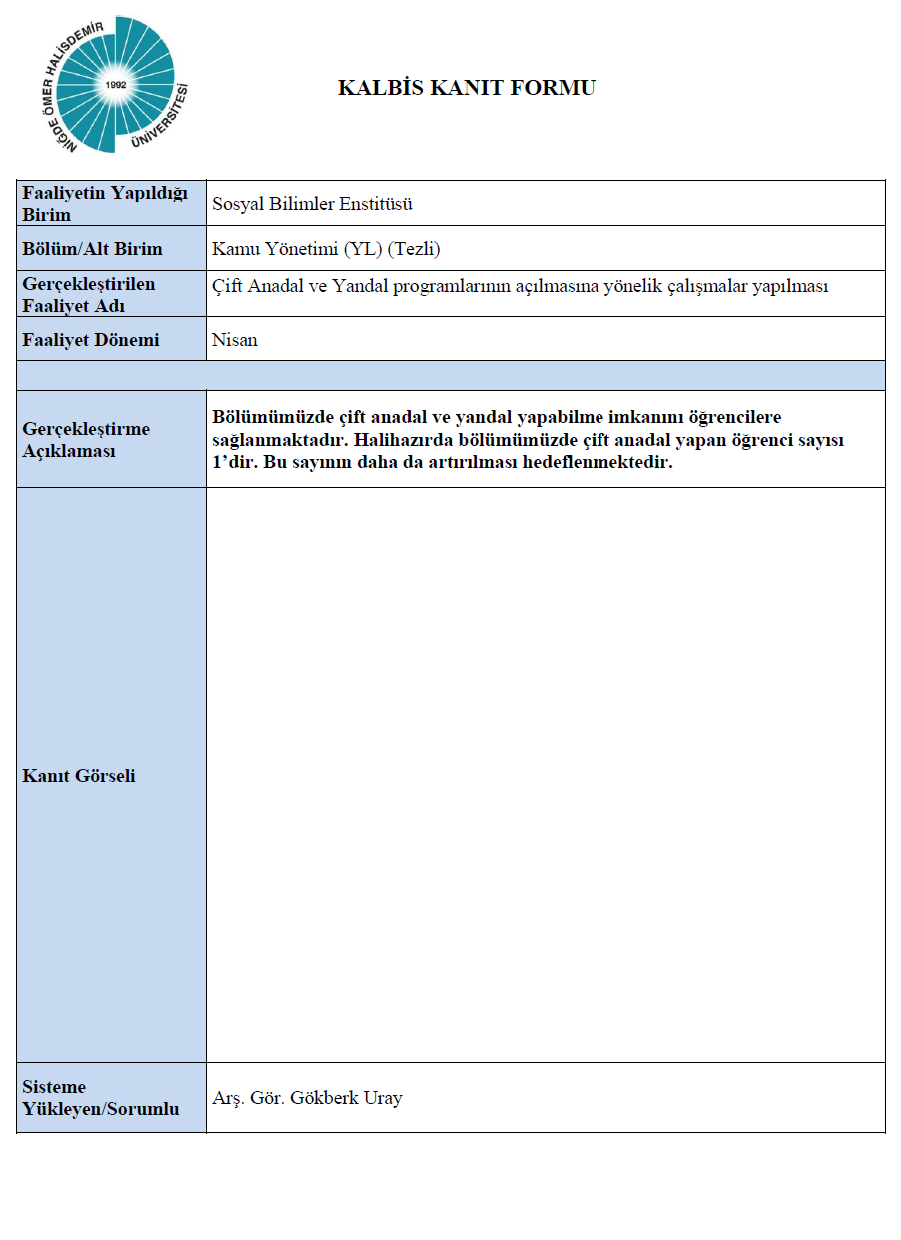 NİĞDE ÖMER HALİSDEMİR
ÜNİVERSİTESİ
1992
KALBİS KANIT FORMU
Faaliyetin Yapıldığı
Birim
Sosyal Bilimler Enstitüsü
Bölüm/Alt Birim
Kamu Yönetimi (YL) (Tezli)
Gerçekleştirilen
Faaliyet Adı
Çift Anadal ve Yandal programlarının açılmasına yönelik çalışmalar yapılması
Faaliyet Dönemi
Nisan
Gerçekleştirme
Açıklaması
Bölümümüzde çift anadal ve yandal yapabilme imkanını öğrencilere
sağlanmaktadır. Halihazırda bölümümüzde çift anadal yapan öğrenci sayısı
1’dir. Bu sayının daha da artırılması hedeflenmektedir.
Kanıt Görseli
Sisteme
Yükleyen/Sorumlu
Arş. Gör. Gökberk Uray